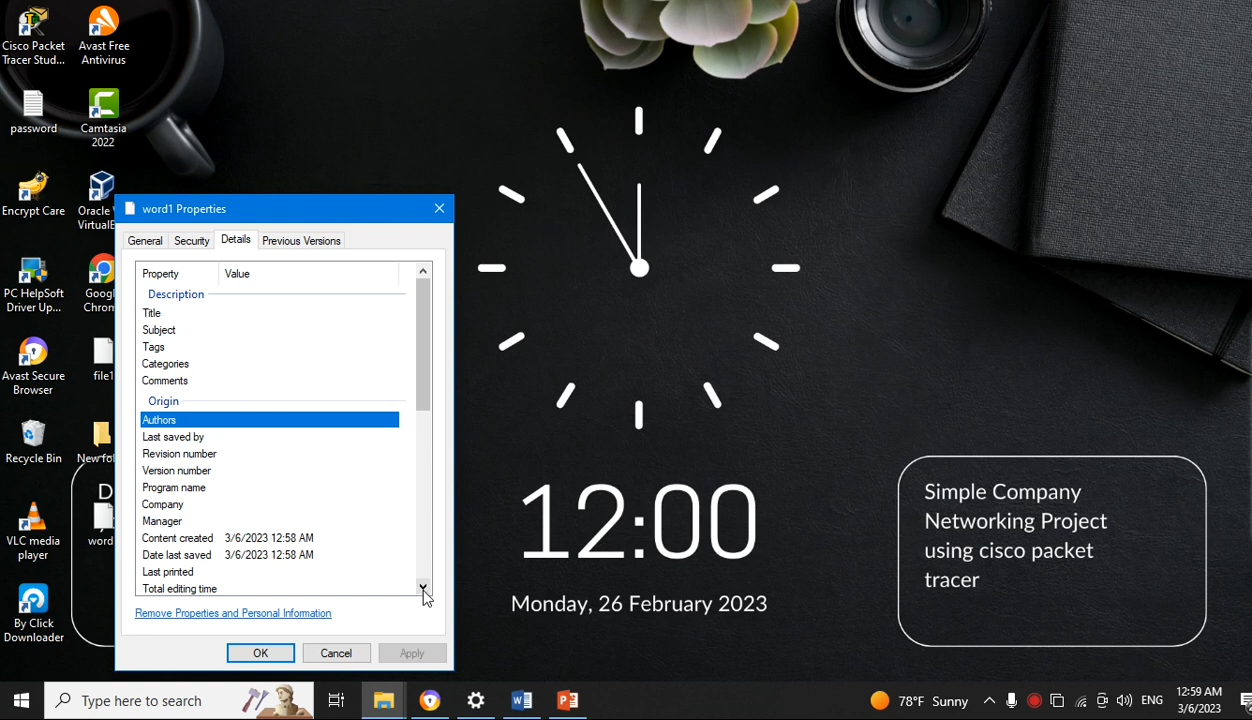 Cisco Packet
Tracer Stud...
Avast Free
Antivirus
password
Camtasia
2022
Encrypt Care
Oracle
VirtualE
PC HelpSoft
Driver Up...
Goog
Chrom
Avast Secure
Browser
file1
Recycle Bin
New fol
VLC media
player
word
By Click
Downloader
word1 Properties
General
Security
Details
Previous Versions
Property
Value
Description
Title
Subject
Tags
Categories
Comments
Origin
Authors
Last saved by
Revision number
Version number
Program name
Company
Manager
Content created 3/6/2023 12:58 AM
Date last saved 3/6/2023 12:58 AM
Last printed
Total editing time
Remove Properties and Personal Information
OK
Cancel
Apply
12:00
Monday, 26 February 2023
Simple Company
Networking Project
using cisco packet
tracer
Type here to search
78°F Sunny
ENG
12:59 AM
3/6/2023